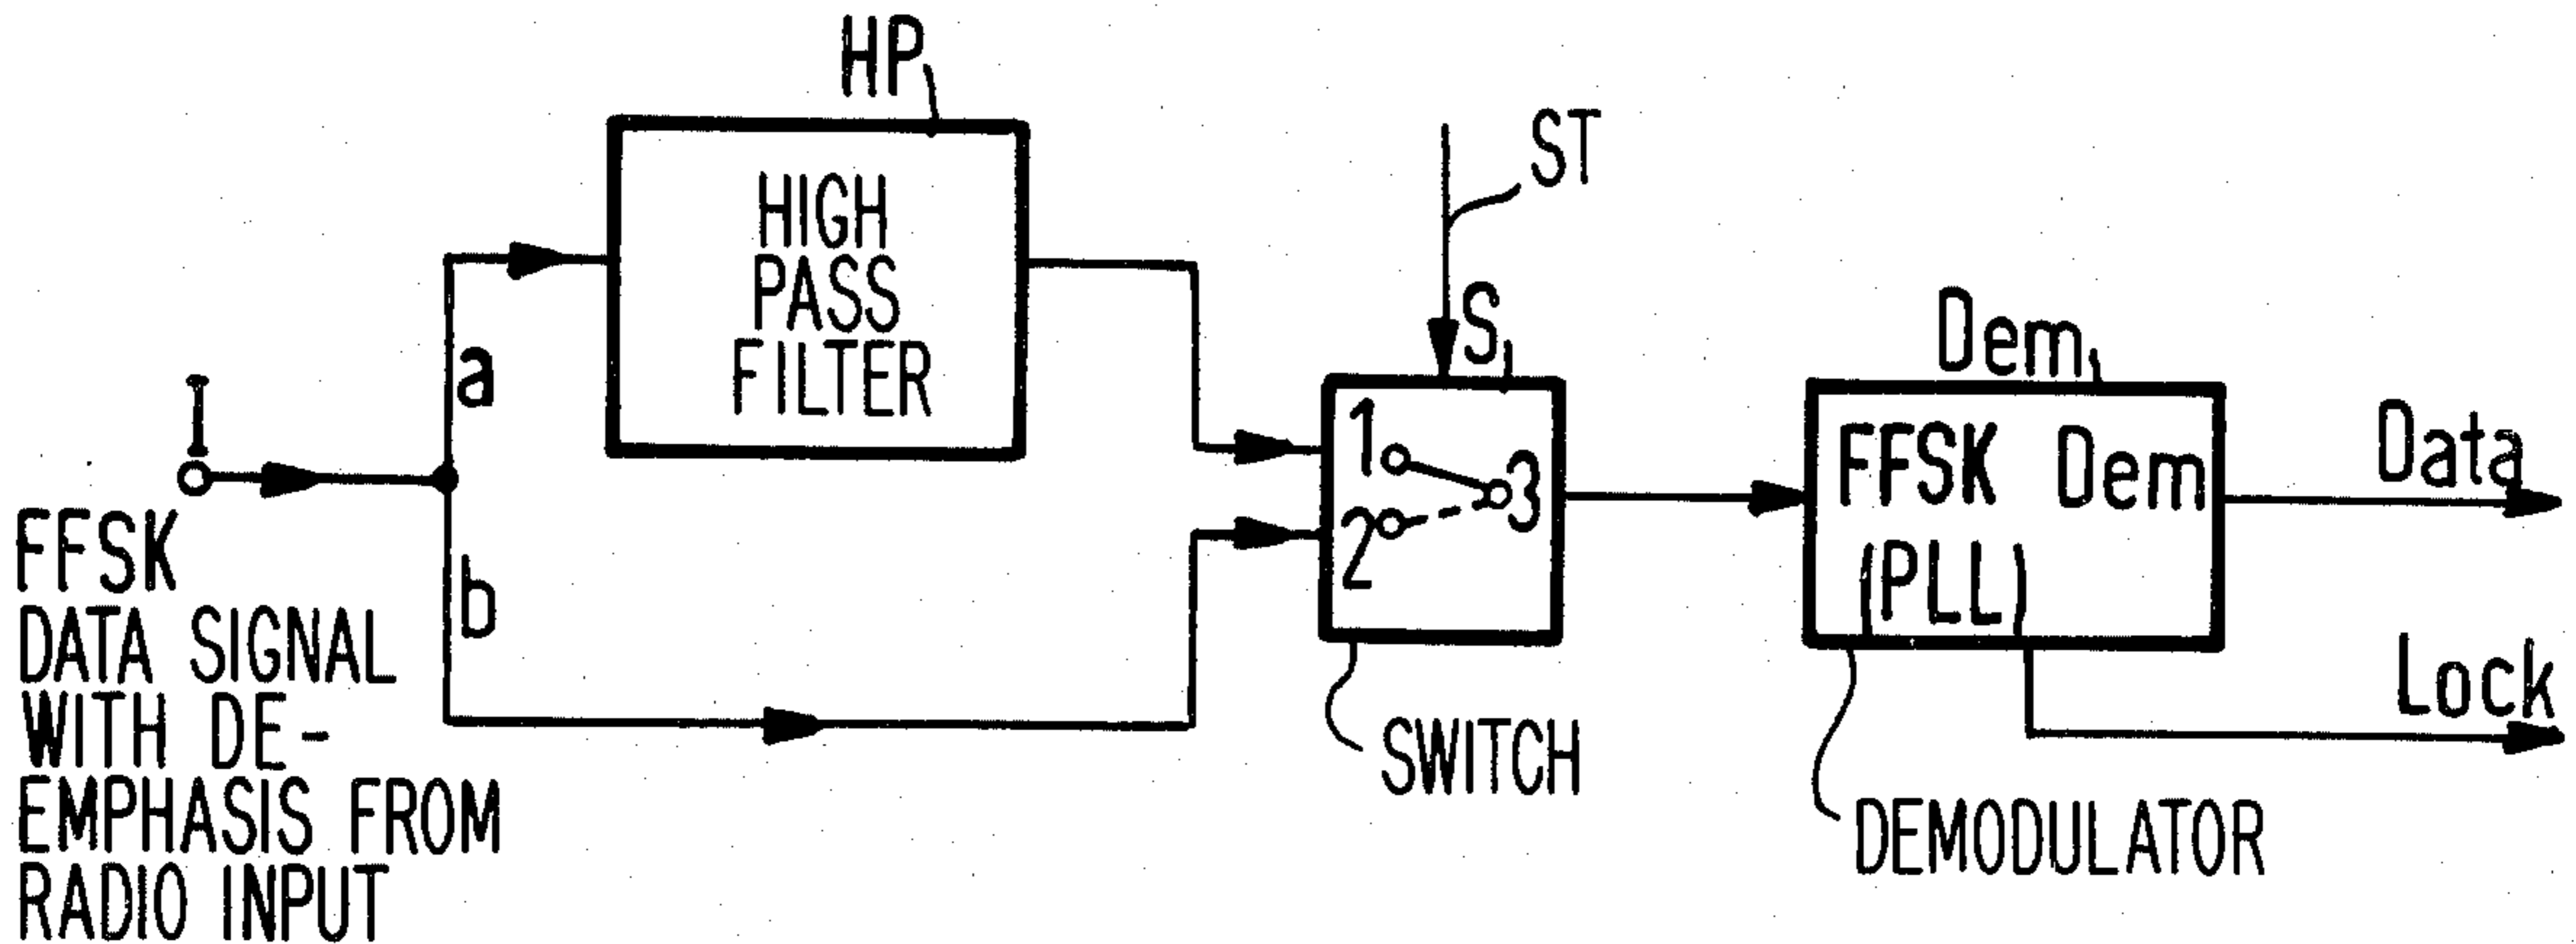 HP
HIGH
PASS
FILTER
ST
S
a
I
1
2
3
Dem
FFSK Dem
(PLL)
Data
Lock
b
FFSK
DATA SIGNAL
WITH DE-
EMPHASIS FROM
RADIO INPUT
SWITCH
DEMODULATOR